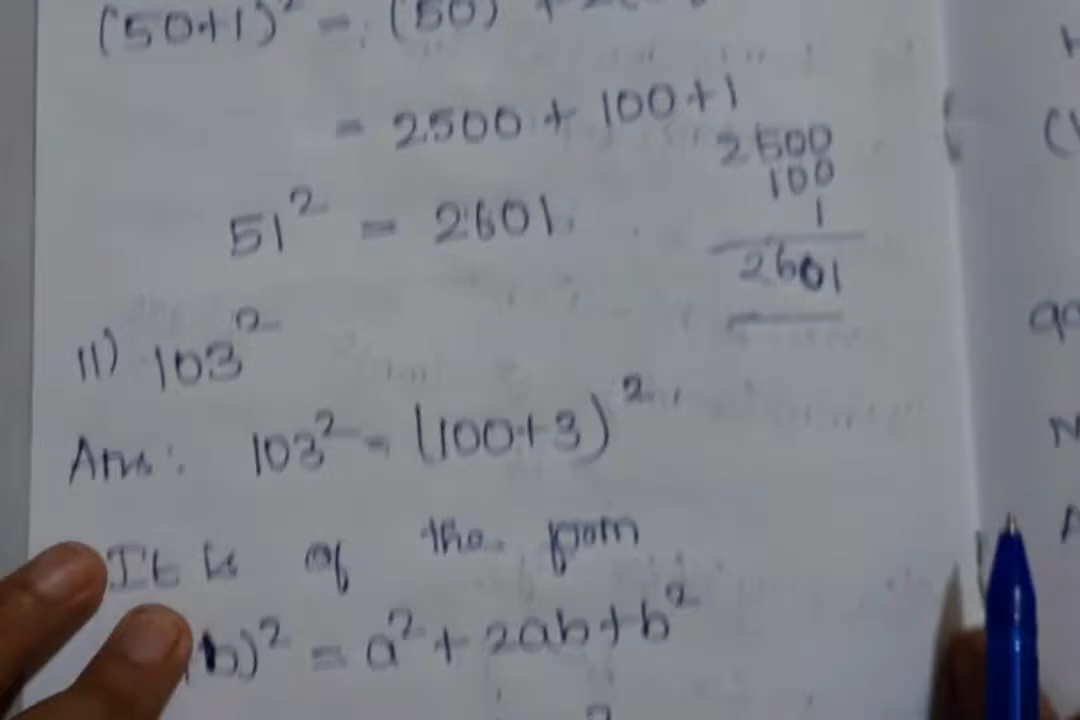 (50+1)² = (50)
= 2500 + 100+1
2500
100
1
2601
51² = 2601.
11) 103²
Ans: 103² = (100+3)²
It is of the form
b)² = a² + 2ab + b²